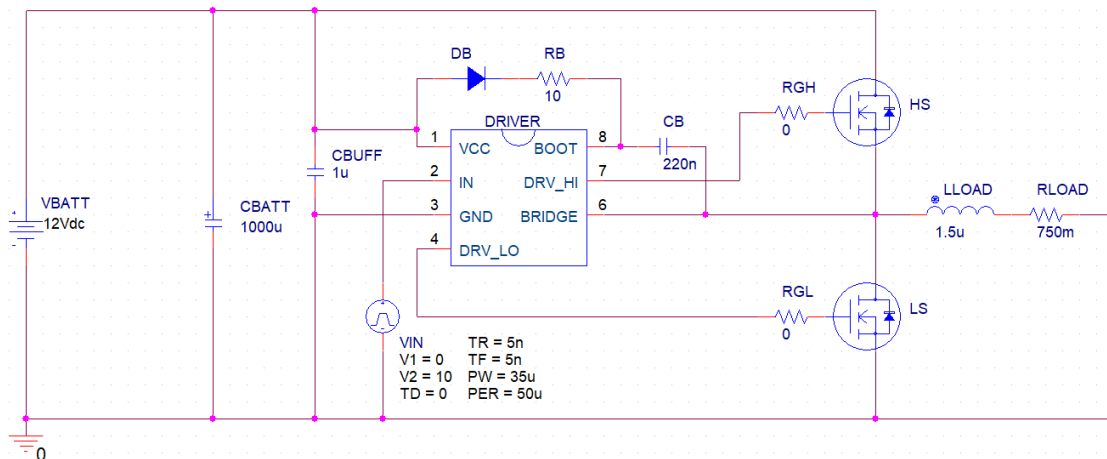 DB
RB
10
DRIVER
1
VCC
BOOT
8
2
IN
DRV_HI
7
3
GND
BRIDGE
6
4
DRV_LO
CB
220n
RGH
0
HS
CBUFF
1u
VBATT
12Vdc
CBATT
1000u
LLOAD
1.5u
RLOAD
750m
RGL
0
LS
VIN
V1 = 0
V2 = 10
TD = 0
TR = 5n
TF = 5n
PW = 35u
PER = 50u
0